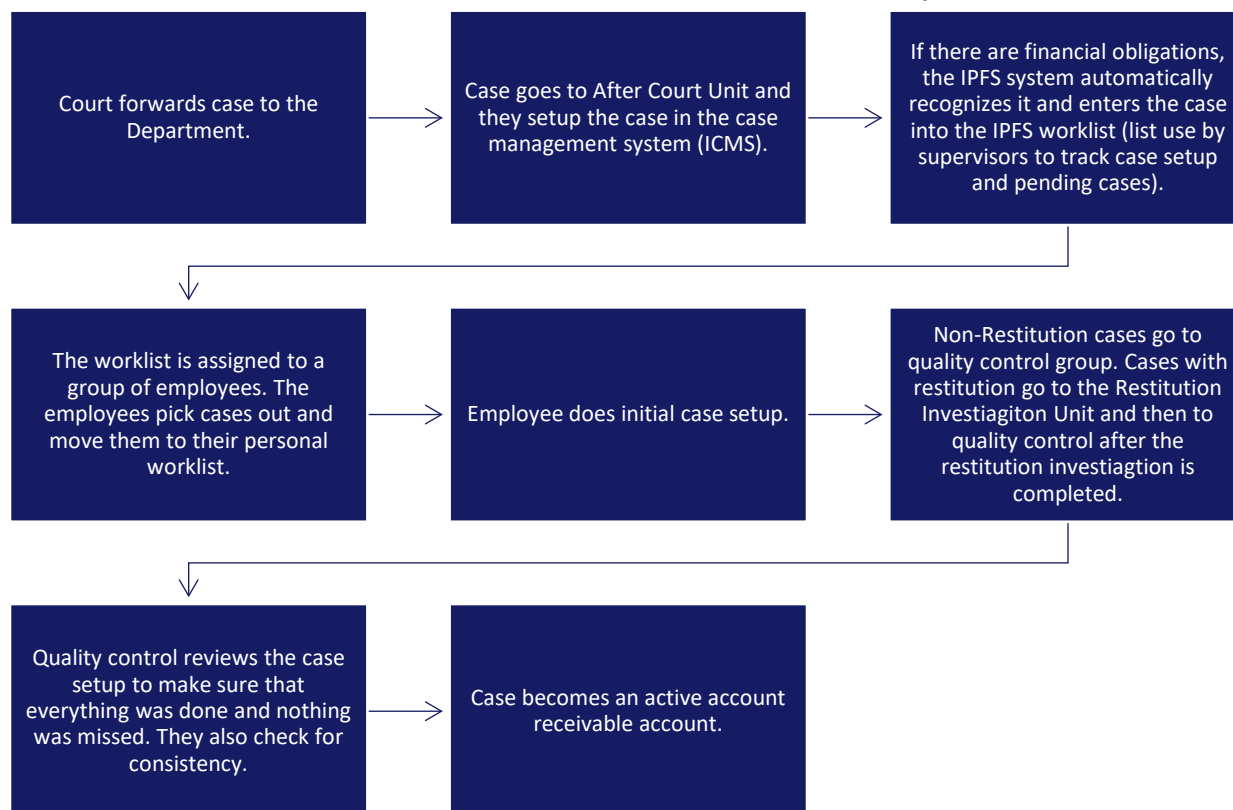 Court forwards case to the
Department.
Case goes to After Court Unit and
they setup the case in the case
management system (ICMS).
If there are financial obligations,
the IPFS system automatically
recognizes it and enters the case
into the IPFS worklist (list use by
supervisors to track case setup
and pending cases).
The worklist is assigned to a
group of employees. The
employees pick cases out and
move them to their personal
worklist.
Employee does initial case setup.
Non-Restitution cases go to
quality control group. Cases with
restitution go to the Restitution
Investiagiton Unit and then to
quality control after the
restitution investiagtion is
completed.
Quality control reviews the case
setup to make sure that
everything was done and nothing
was missed. They also check for
consistency.
Case becomes an active account
receivable account.